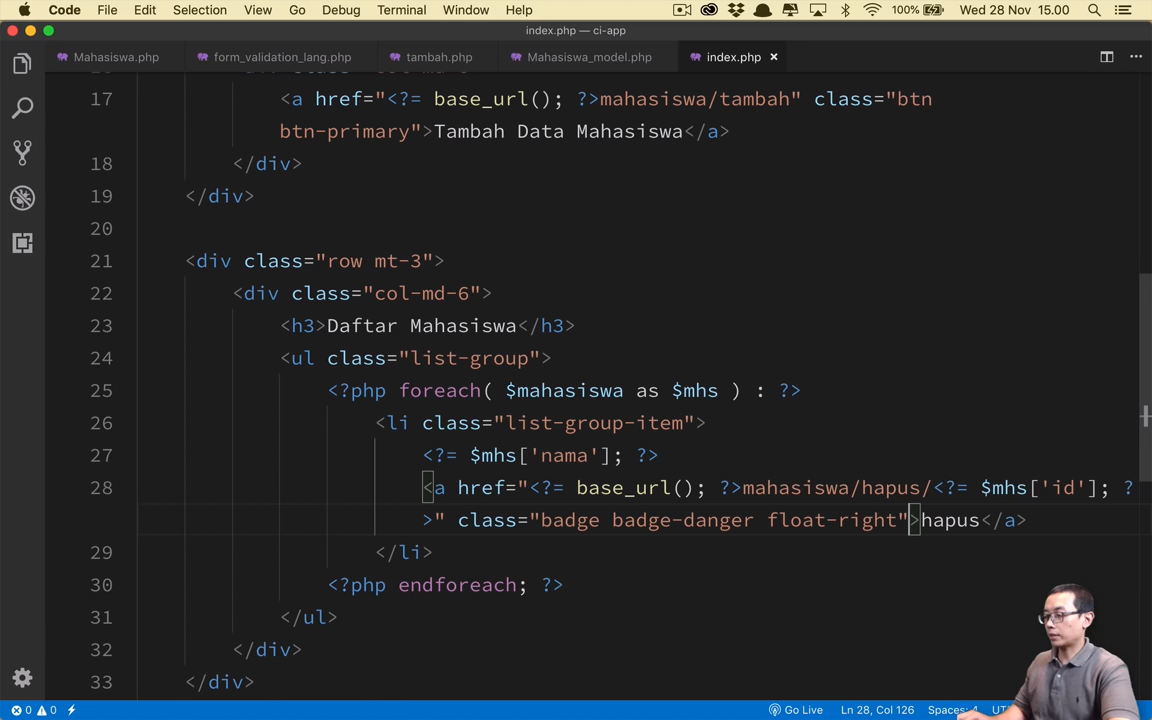 Code File Edit Selection View Go Debug Terminal Window Help 100% Wed 28 Nov 15.00
index.php — ci-app
Mahasiswa.php form_validation_lang.php tambah.php Mahasiswa_model.php index.php
17 <a href="<?= base_url(); ?>mahasiswa/tambah" class="btn
btn-primary">Tambah Data Mahasiswa</a>
18 </div>
19 </div>
20
21 <div class="row mt-3">
22 <div class="col-md-6">
23 <h3>Daftar Mahasiswa</h3>
24 <ul class="list-group">
25 <?php foreach( $mahasiswa as $mhs ) : ?>
26 <li class="list-group-item">
27 <?= $mhs['nama']; ?>
28 <a href="<?= base_url(); ?>mahasiswa/hapus/<?= $mhs['id']; ?
>" class="badge badge-danger float-right">hapus</a>
29 </li>
30 <?php endforeach; ?>
31 </ul>
32 </div>
33 </div>
0 0 Go Live Ln 28, Col 126 Spaces: 4